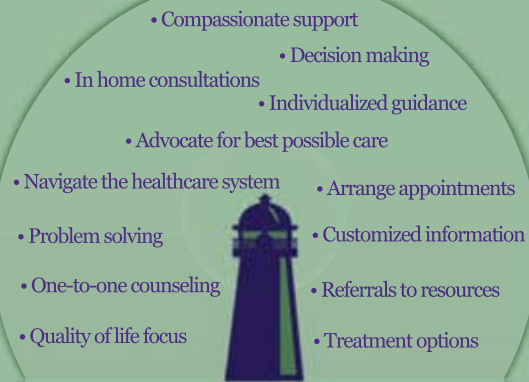 • Compassionate support
• Decision making
• In home consultations
• Individualized guidance
• Advocate for best possible care
• Navigate the healthcare system
• Arrange appointments
• Problem solving
• Customized information
• One-to-one counseling
• Referrals to resources
• Quality of life focus
• Treatment options